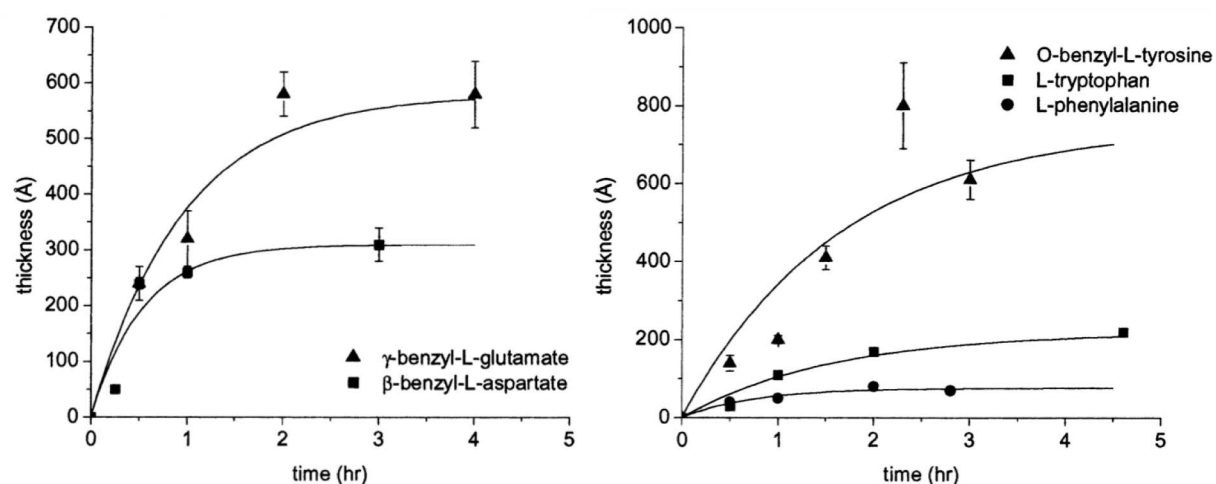 700
600
500
400
300
200
100
0
thickness (Å)
γ-benzyl-L-glutamate
β-benzyl-L-aspartate
0 1 2 3 4 5
time (hr)
1000
800
600
400
200
0
thickness (Å)
O-benzyl-L-tyrosine
L-tryptophan
L-phenylalanine
0 1 2 3 4 5
time (hr)